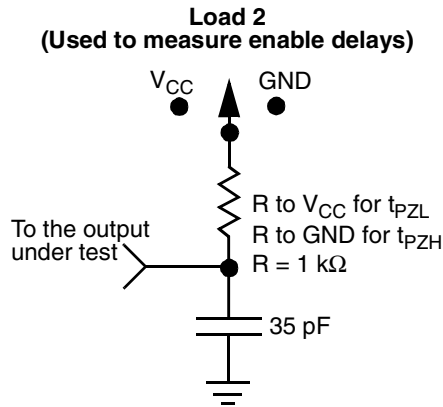 Load 2
(Used to measure enable delays)
VCC GND
R to VCC for tPZL
To the output
under test
R to GND for tPZH
R = 1 kΩ
35 pF